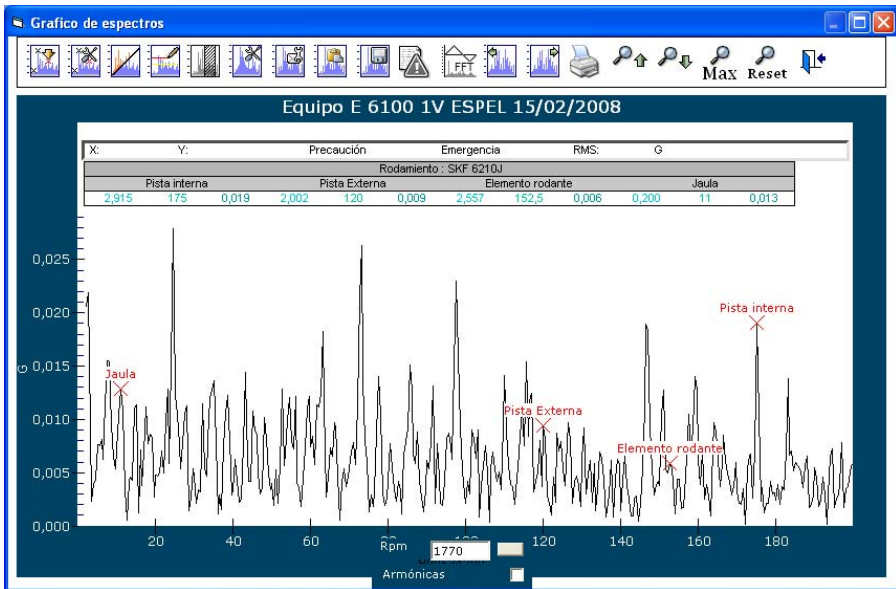 Grafico de espectros
FFT
Max Reset
Equipo E 6100 1V ESPEL 15/02/2008
X: Y: Precaución Emergencia RMS: G
Rodamiento : SKF 6210J
Pista interna Pista Externa Elemento rodante Jaula
2,915 175 0,019 2,002 120 0,009 2,557 152,5 0,006 0,200 11 0,013
0,025
0,020
Pista interna
G
0,015
Jaula
0,010
Pista Externa
Elemento rodante
0,005
0,000
20 40 60 80 100 120 140 160 180
Rpm 1770
Armónicas